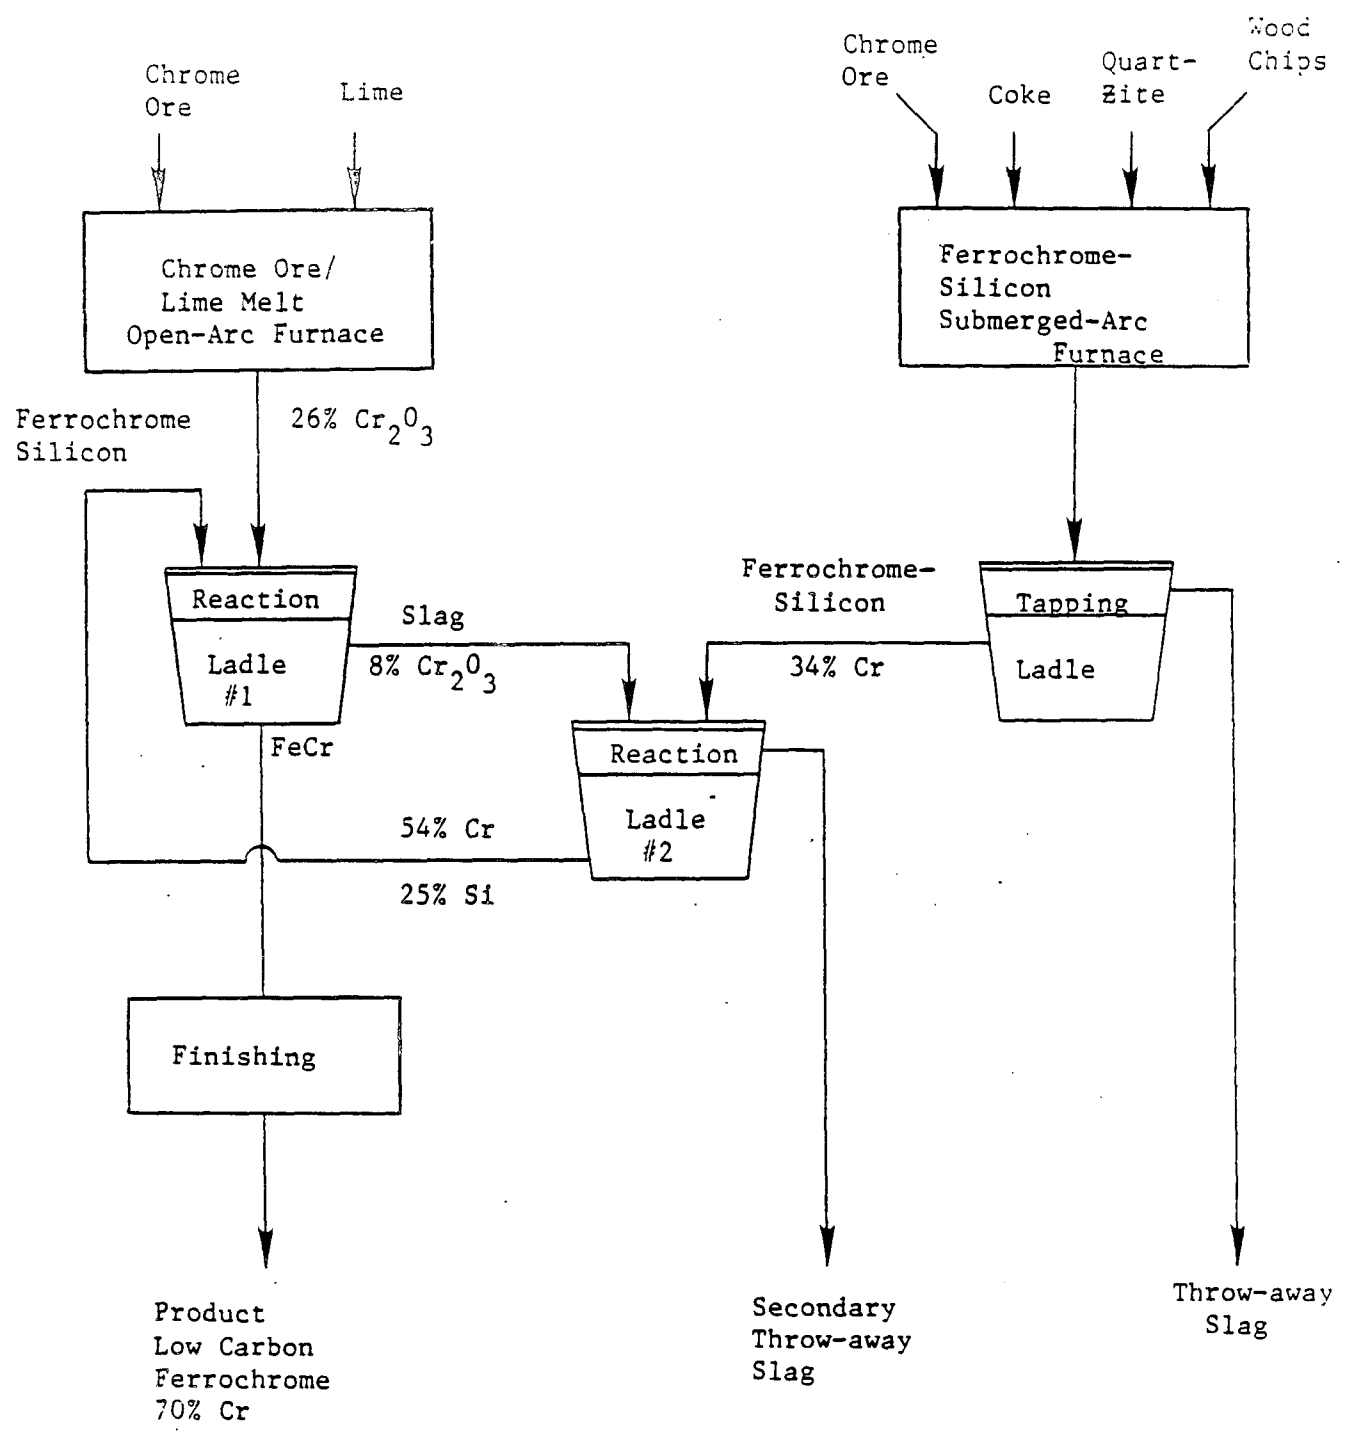 Chrome
Ore
Lime
Chrome
Ore
Coke
Quart-
Zite
Wood
Chips
Chrome Ore/
Lime Melt
Open-Arc Furnace
Ferrochrome-
Silicon
Submerged-Arc
Furnace
Ferrochrome
Silicon
26% Cr2O3
Reaction
Ladle
#1
Slag
8% Cr2O3
Ferrochrome-
Silicon
34% Cr
Tapping
Ladle
FeCr
Reaction
Ladle
#2
54% Cr
25% Si
Finishing
Product
Low Carbon
Ferrochrome
70% Cr
Secondary
Throw-away
Slag
Throw-away
Slag